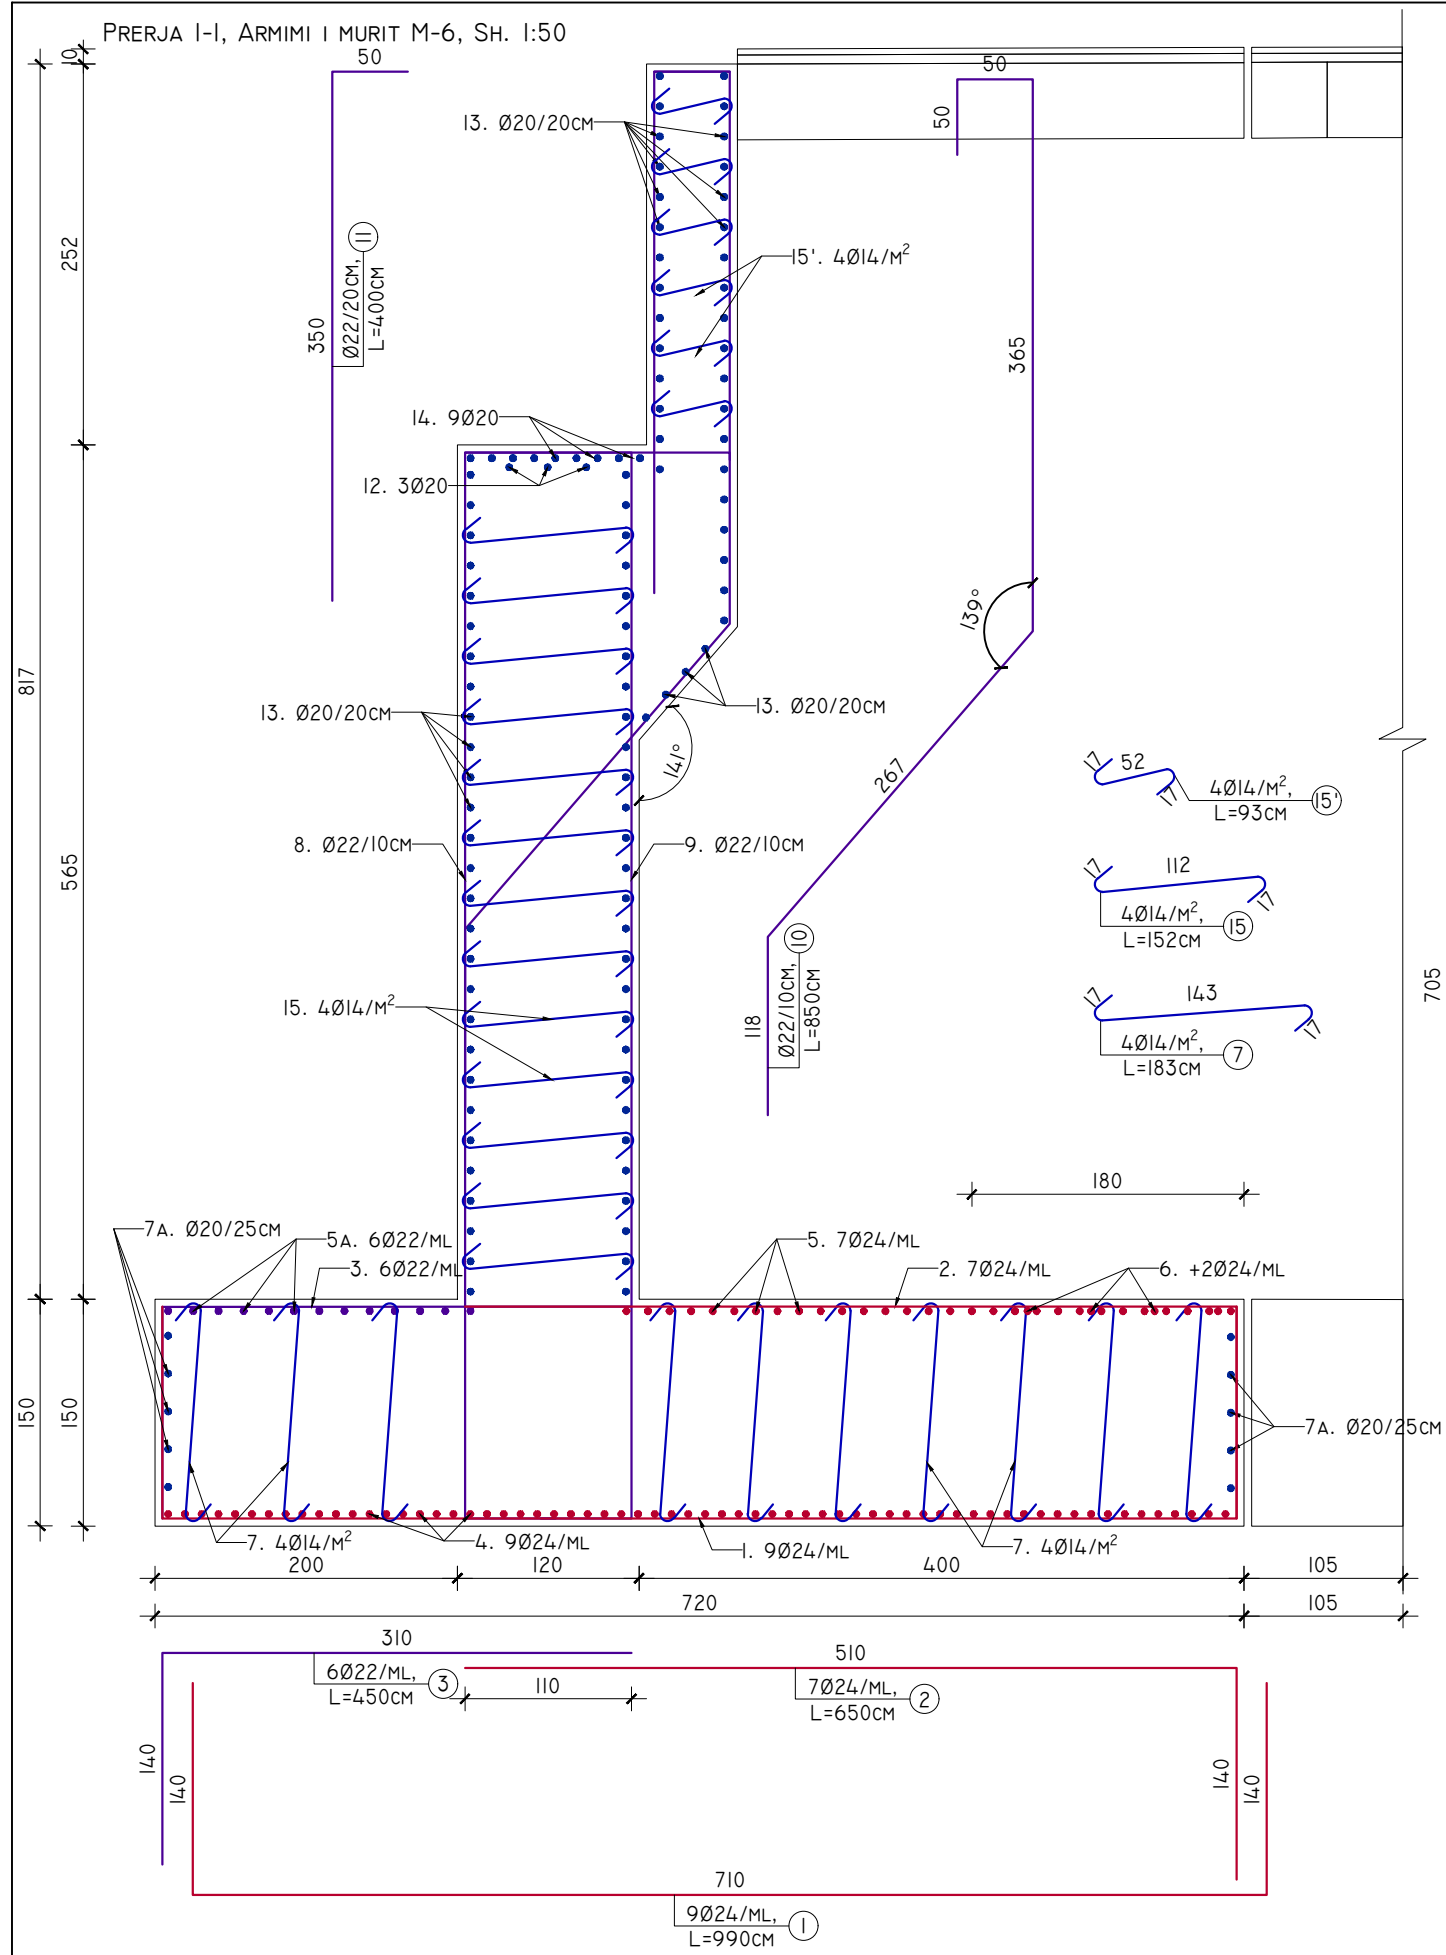 PRERJA 1-1, ARMIMI I MURIT M-6, SH. 1:50
10
50
50
50
13. Ø20/20CM
252
350
Ø22/20CM,
L=400CM
11
15'. 4Ø14/M²
365
14. 9Ø20
12. 3Ø20
139°
817
13. Ø20/20CM
13. Ø20/20CM
141°
267
17
52
17
4Ø14/M²,
L=93CM
15'
8. Ø22/10CM
9. Ø22/10CM
565
17
112
17
4Ø14/M²,
L=152CM
15
118
Ø22/10CM,
L=850CM
10
705
15. 4Ø14/M²
17
143
17
4Ø14/M²,
L=183CM
7
180
7A. Ø20/25CM
5A. 6Ø22/ML
5. 7Ø24/ML
3. 6Ø22/ML
2. 7Ø24/ML
6. +2Ø24/ML
150
150
7A. Ø20/25CM
7. 4Ø14/M²
4. 9Ø24/ML
1. 9Ø24/ML
7. 4Ø14/M²
200
120
400
105
720
105
310
6Ø22/ML,
L=450CM
3
110
510
7Ø24/ML,
L=650CM
2
140
140
140
140
710
9Ø24/ML,
L=990CM
1